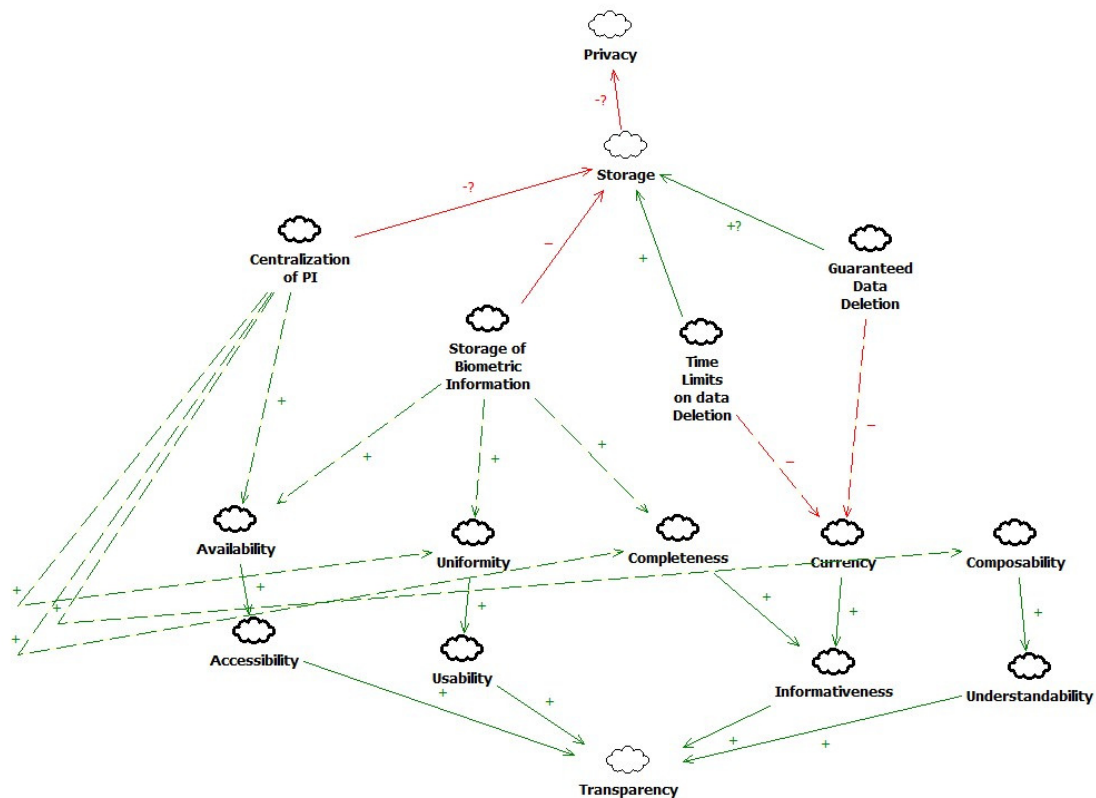 Privacy
-?
Storage
-?
+?
–
+
Centralization
of PI
Guaranteed
Data
Deletion
Storage of
Biometric
Information
Time
Limits
on data
Deletion
+
–
+
+
+
–
Availability
Uniformity
Completeness
Currency
Composability
+
+
+
+
+
+
+
+
+
Accessibility
Usability
Informativeness
Understandability
+
+
+
+
Transparency